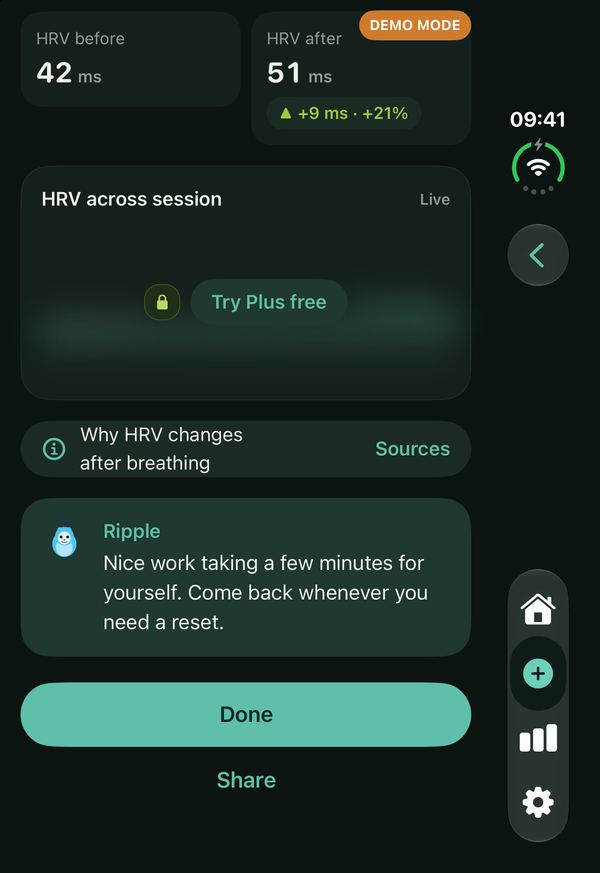 HRV before
42 ms
HRV after
DEMO MODE
51 ms
+9 ms · +21%
09:41
HRV across session
Live
Try Plus free
Why HRV changes
after breathing
Sources
Ripple
Nice work taking a few minutes for
yourself. Come back whenever you
need a reset.
Done
Share